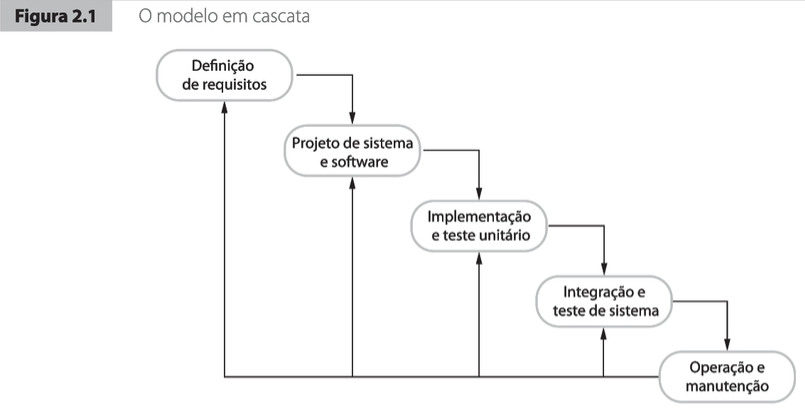 Figura 2.1 O modelo em cascata
Definição
de requisitos
Projeto de sistema
e software
Implementação
e teste unitário
Integração e
teste de sistema
Operação e
manutenção